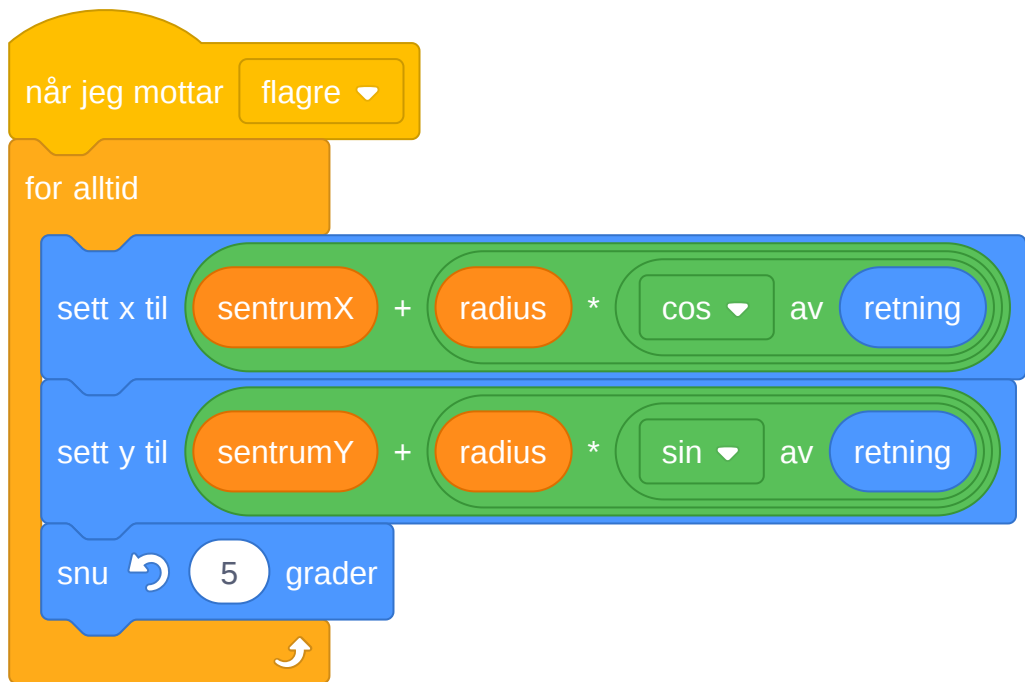 når jeg mottar flagre
for alltid
sett x til sentrumX + radius * cos av retning
sett y til sentrumY + radius * sin av retning
snu 5 grader